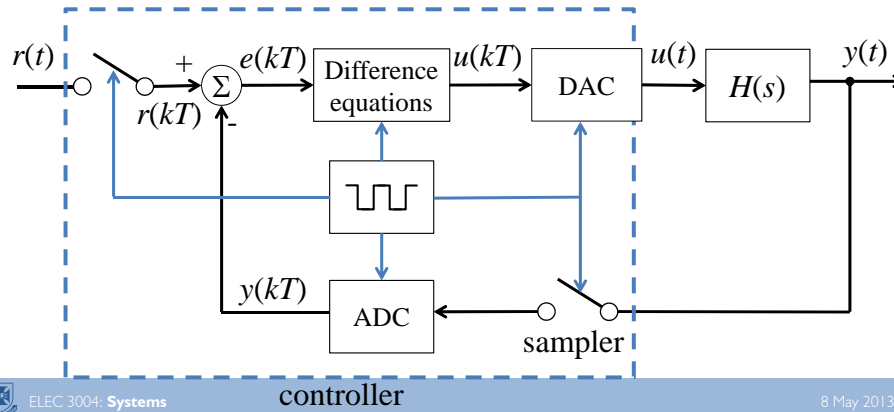 r(t)
+
e(kT)
Difference
equations
u(kT)
DAC
u(t)
H(s)
y(t)
Σ
r(kT)
-
y(kT)
ADC
sampler
controller
ELEC 3004: Systems
8 May 2013